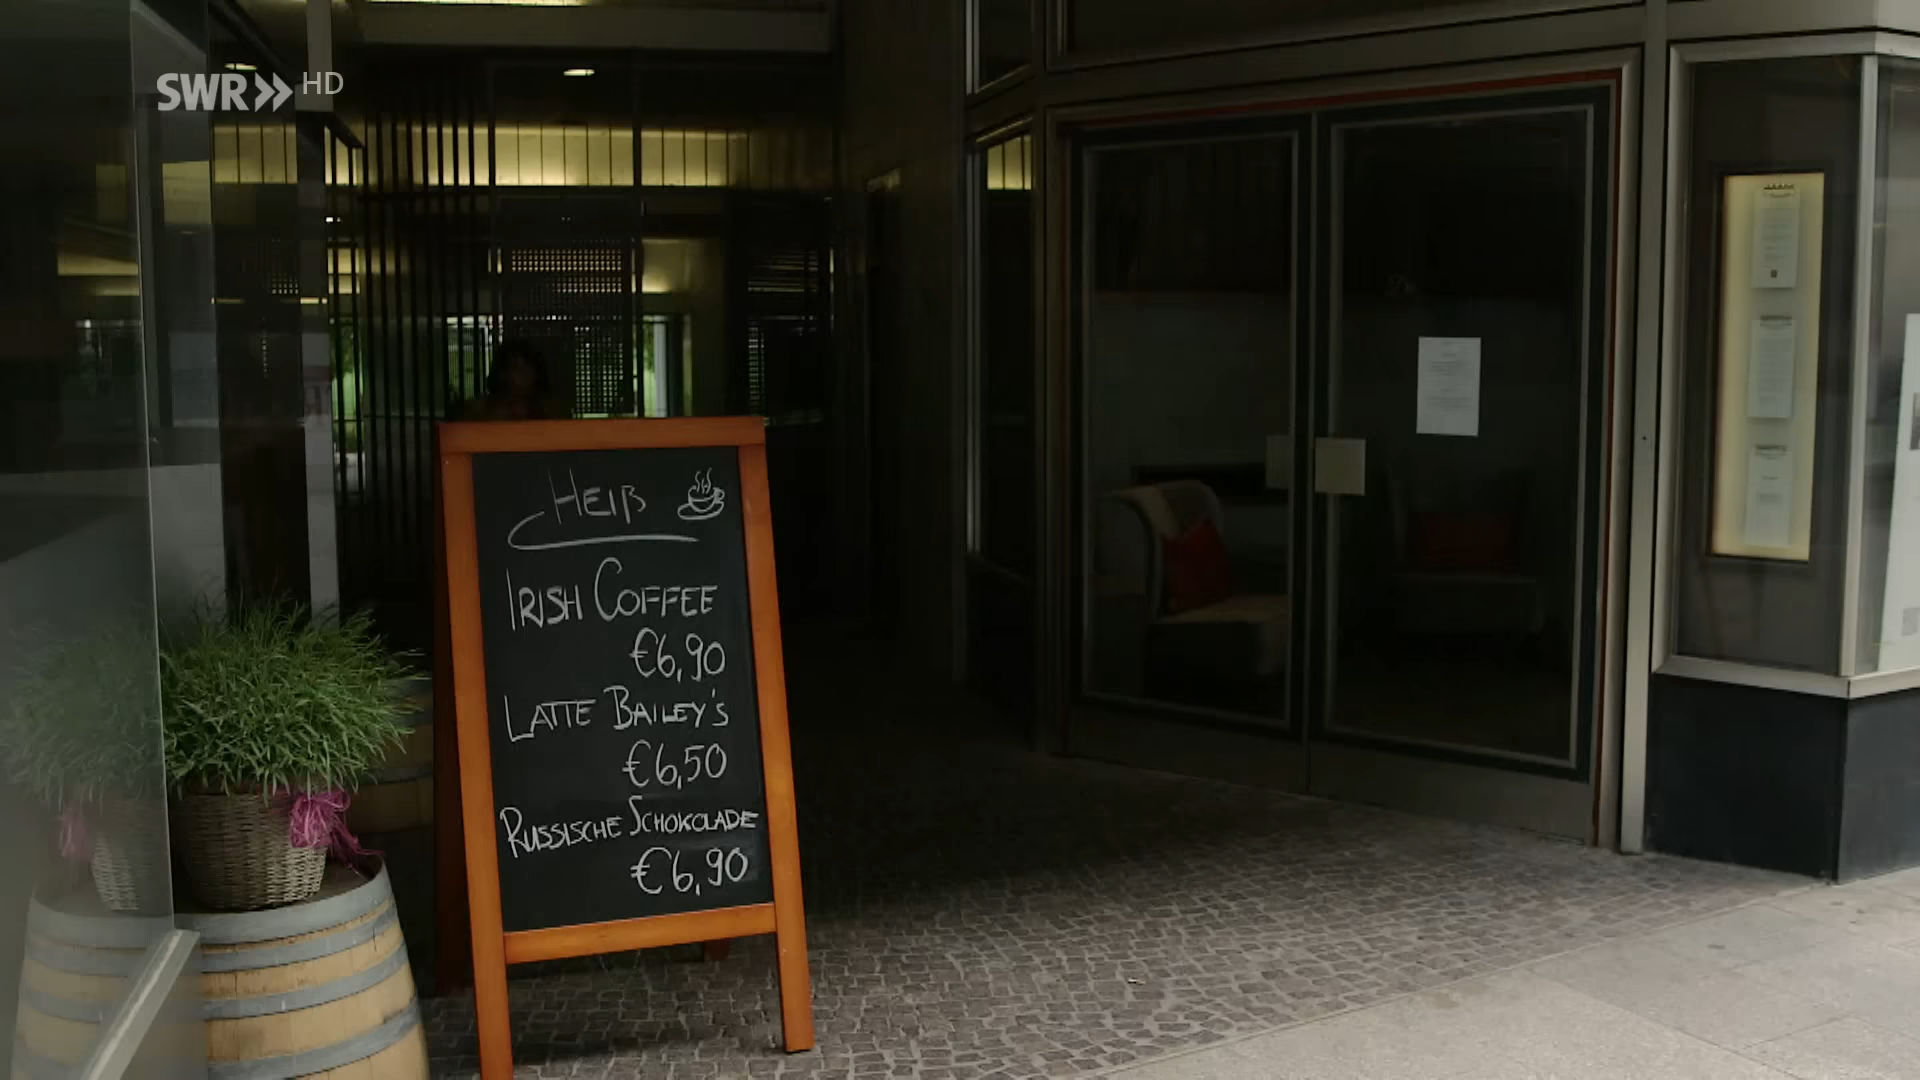 SWR HD
Heiß
IRISH COFFEE
€6,90
LATTE BAILEY'S
€6,50
RUSSISCHE SCHOKOLADE
€6,90